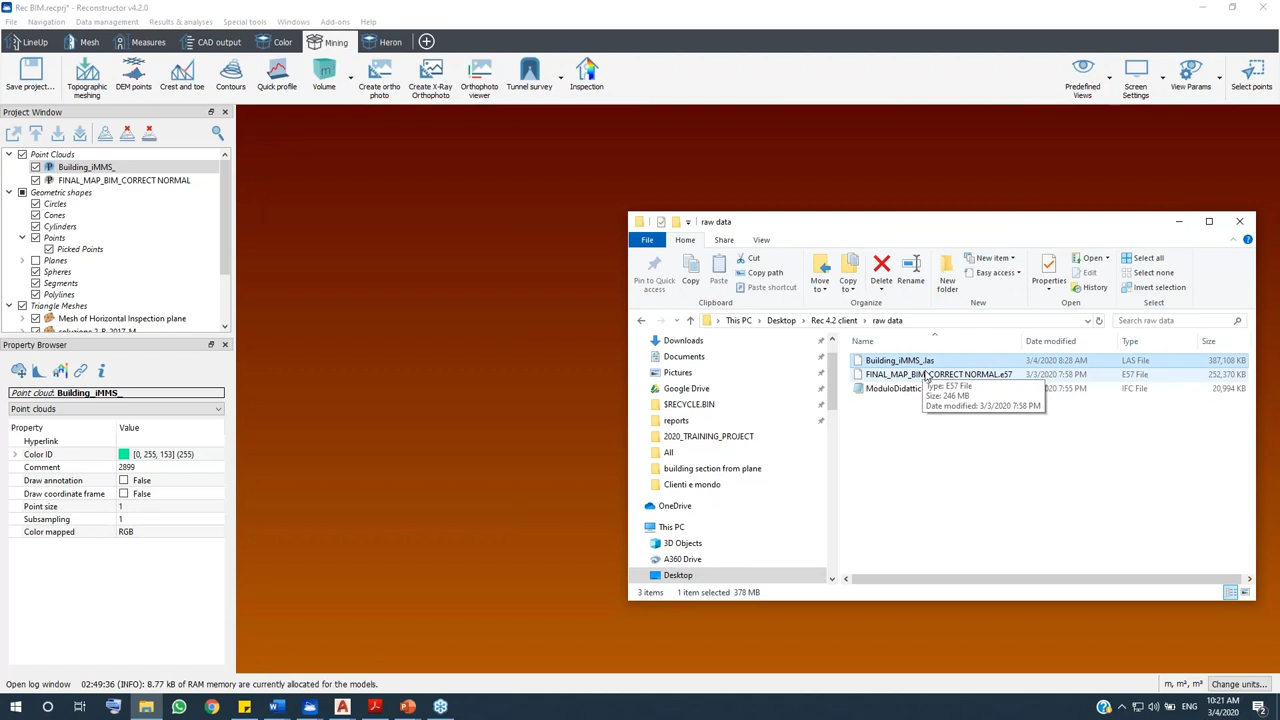 Rec BIM.recprj* - Reconstructor v4.2.0
File Navigation Data management Results & analyses Special tools Windows Add-ons Help
LineUp Mesh Measures CAD output Color Mining Heron
Save project... Topographic meshing DEM points Crest and toe Contours Quick profile Volume Create ortho photo Create X-Ray Orthophoto Orthophoto viewer Tunnel survey Inspection Predefined Views Screen Settings View Params Select points
Project Window
Point Clouds
Building_iMMS_
FINAL_MAP_BIM_CORRECT NORMAL
Geometric shapes
Circles
Cones
Cylinders
Points
Picked Points
Planes
Spheres
Segments
Polylines
Triangle Meshes
Mesh of Horizontal Inspection plane
Property Browser
Point cloud: Building_iMMS_
Point clouds
Property Value
Hyperlink
Color ID [0, 255, 153] (255)
Comment 2899
Draw annotation False
Draw coordinate frame False
Point size 1
Subsampling 1
Color mapped RGB
raw data
File Home Share View
Pin to Quick access Copy Paste Cut Copy path Paste shortcut Move to Copy to Delete Rename New folder New item Easy access Properties Open Edit History Select all Select none Invert selection
Clipboard Organize New Open Select
This PC Desktop Rec 4.2 client raw data Search raw data
Downloads
Documents
Pictures
Google Drive
$RECYCLE.BIN
reports
2020_TRAINING_PROJECT
All
building section from plane
Clienti e mondo
OneDrive
This PC
3D Objects
A360 Drive
Desktop
Name Date modified Type Size
Building_iMMS_.las 3/4/2020 8:28 AM LAS File 387,108 KB
FINAL_MAP_BIM_CORRECT NORMAL.e57 3/3/2020 7:58 PM E57 File 252,370 KB
ModuloDidattic 7:55 PM IFC File 20,994 KB
Type: E57 File
Size: 246 MB
Date modified: 3/3/2020 7:58 PM
3 items 1 item selected 378 MB
Open log window 02:49:36 (INFO): 8.77 kB of RAM memory are currently allocated for the models. m, m², m³ Change units...
ENG 10:21 AM
3/4/2020